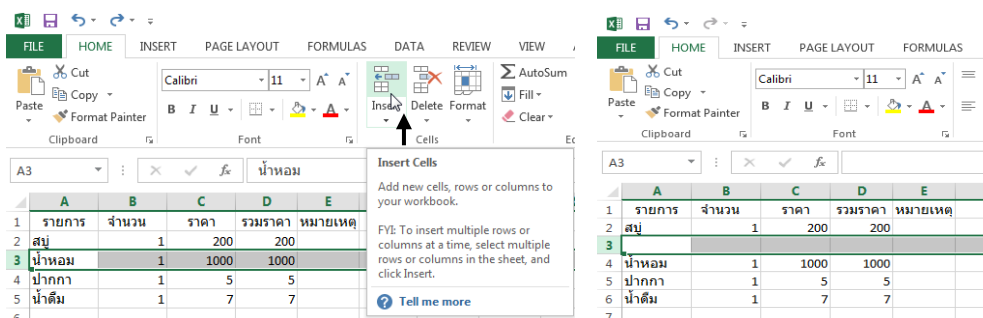 FILE HOME INSERT PAGE LAYOUT FORMULAS DATA REVIEW VIEW
Cut
Copy
Format Painter
Paste
Clipboard
Calibri 11 A A
B I U A
Font
Insert Delete Format
Cells
AutoSum
Fill
Clear
A3 fx น้ำหอม
Insert Cells
Add new cells, rows or columns to
your workbook.
FYI: To insert multiple rows or
columns at a time, select multiple
rows or columns in the sheet, and
click Insert.
Tell me more
A B C D E
1 รายการ จำนวน ราคา รวมราคา หมายเหตุ
2 สบู่ 1 200 200
3 น้ำหอม 1 1000 1000
4 ปากกา 1 5 5
5 น้ำดื่ม 1 7 7
FILE HOME INSERT PAGE LAYOUT FORMULAS
Cut
Copy
Format Painter
Paste
Clipboard
Calibri 11 A A
B I U A
Font
A3 fx
A B C D E
1 รายการ จำนวน ราคา รวมราคา หมายเหตุ
2 สบู่ 1 200 200
3
4 น้ำหอม 1 1000 1000
5 ปากกา 1 5 5
6 น้ำดื่ม 1 7 7